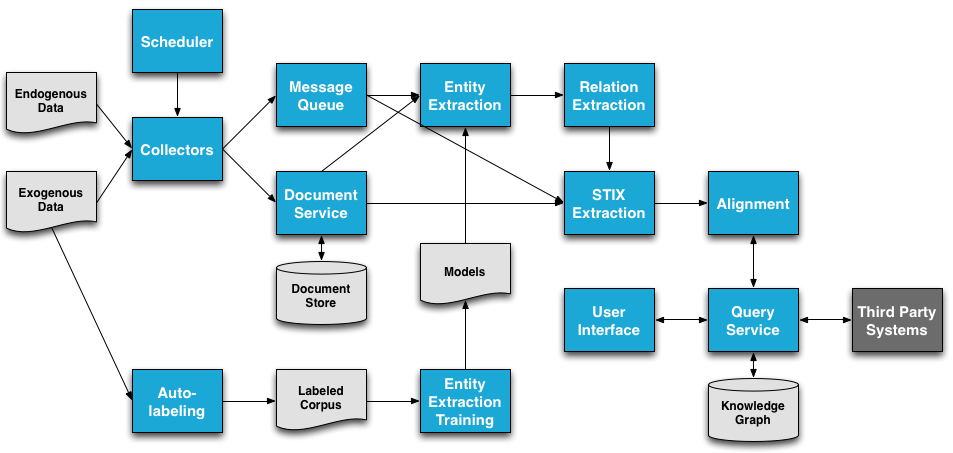 Scheduler
Endogenous
Data
Message
Queue
Entity
Extraction
Relation
Extraction
Collectors
Exogenous
Data
Document
Service
STIX
Extraction
Alignment
Document
Store
Models
User
Interface
Query
Service
Third Party
Systems
Auto-
labeling
Labeled
Corpus
Entity
Extraction
Training
Knowledge
Graph